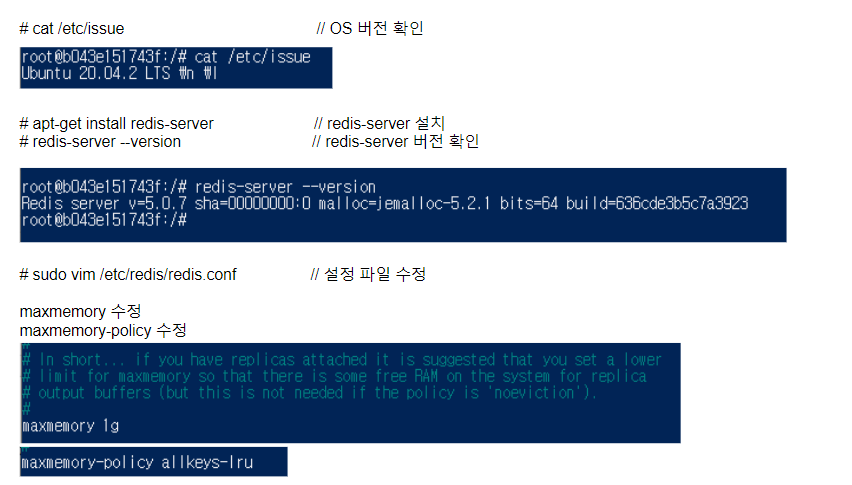 # cat /etc/issue // OS 버전 확인
root@b043e151743f:/# cat /etc/issue
Ubuntu 20.04.2 LTS ₩n ₩l
# apt-get install redis-server // redis-server 설치
# redis-server --version // redis-server 버전 확인
root@b043e151743f:/# redis-server --version
Redis server v=5.0.7 sha=00000000:0 malloc=jemalloc-5.2.1 bits=64 build=636cde3b5c7a3923
root@b043e151743f:/#
# sudo vim /etc/redis/redis.conf // 설정 파일 수정
maxmemory 수정
maxmemory-policy 수정
#
# In short... if you have replicas attached it is suggested that you set a lower
# limit for maxmemory so that there is some free RAM on the system for replica
# output buffers (but this is not needed if the policy is 'noeviction').
#
maxmemory 1g
#
maxmemory-policy allkeys-lru